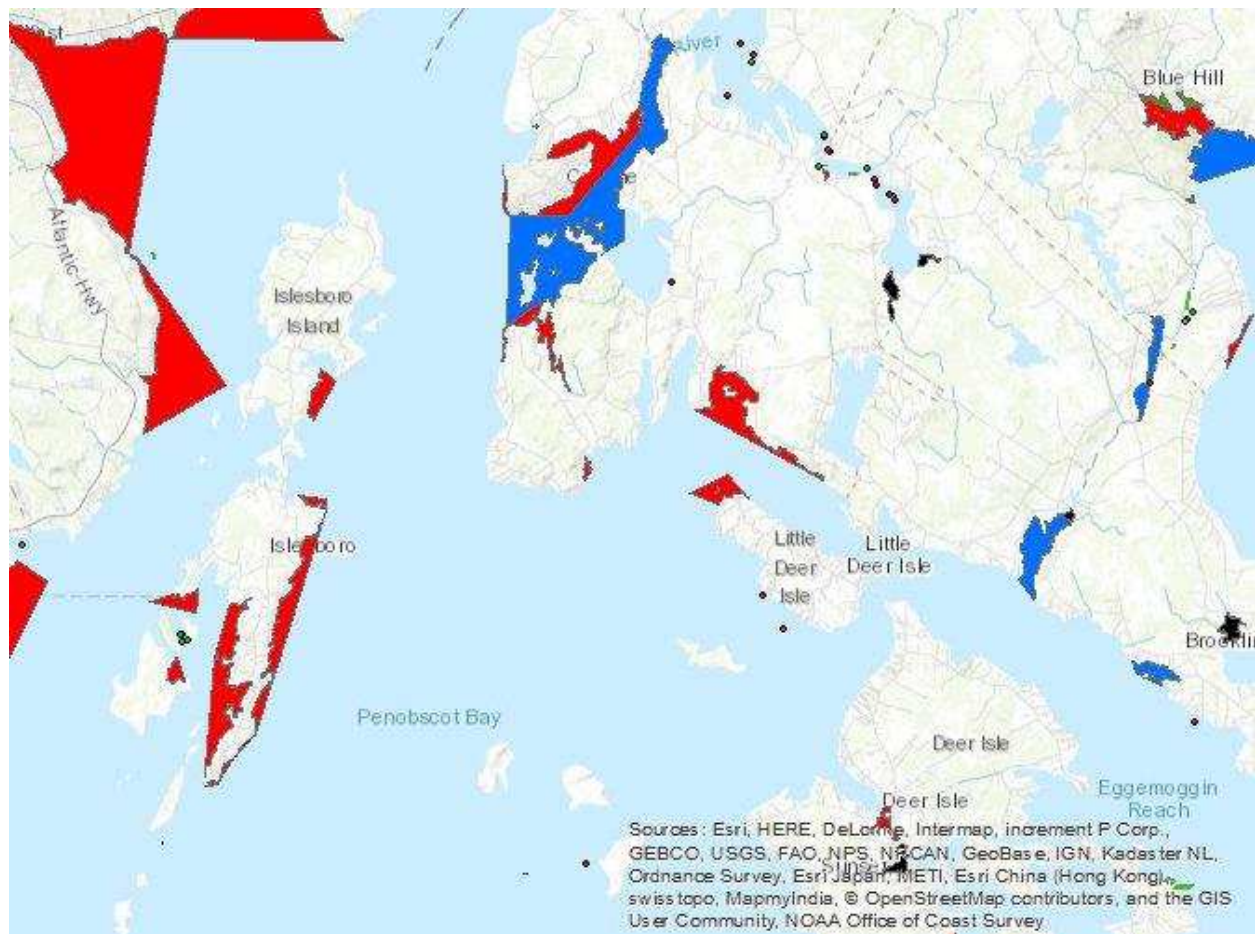 River
Blue Hill
Atlantic Hwy
Islesboro
Island
Islesboro
Little
Deer
Isle
Little
Deer Isle
Penobscot Bay
Deer Isle
Deer Isle
Eggemoggin
Reach
Sources: Esri, HERE, DeLorme, Intermap, increment P Corp.,
GEBCO, USGS, FAO, NPS, NRCAN, GeoBase, IGN, Kadaster NL,
Ordnance Survey, Esri Japan, METI, Esri China (Hong Kong),
swisstopo, MapmyIndia, © OpenStreetMap contributors, and the GIS
User Community, NOAA Office of Coast Survey